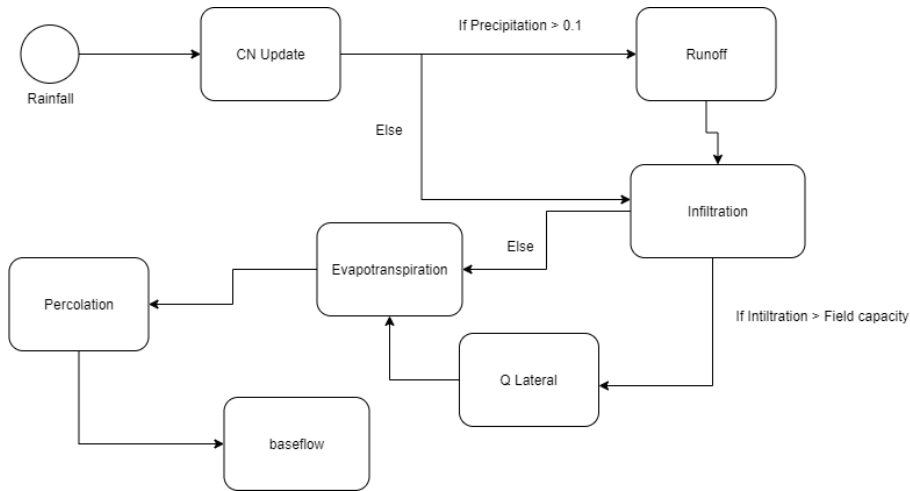 If Precipitation > 0.1
CN Update
Runoff
Rainfall
Else
Infiltration
Else
Evapotranspiration
Percolation
If Intiltration > Field capacity
Q Lateral
baseflow